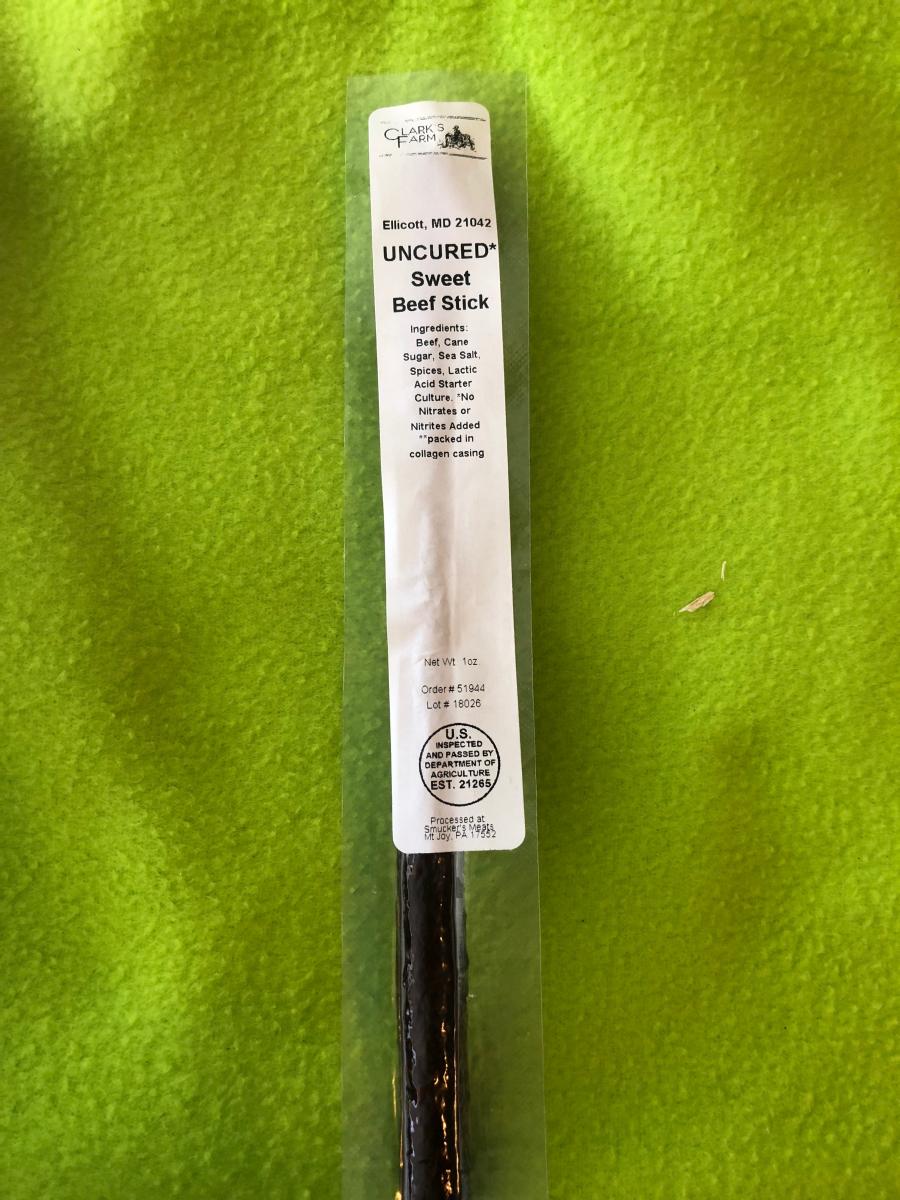 CLARK'S
FARM
Ellicott, MD 21042
UNCURED*
Sweet
Beef Stick
Ingredients:
Beef, Cane
Sugar, Sea Salt,
Spices, Lactic
Acid Starter
Culture. *No
Nitrates or
Nitrites Added
**packed in
collagen casing
Net Wt 1oz
Order # 51944
Lot # 18026
U.S.
INSPECTED
AND PASSED BY
DEPARTMENT OF
AGRICULTURE
EST. 21265
Processed at
Smucker's Meats
Mt Joy, PA 17552